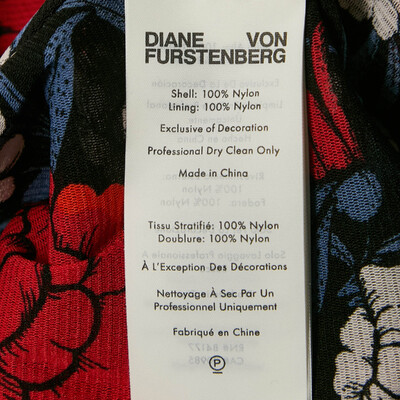 DIANE VON
FURSTENBERG
Shell: 100% Nylon
Lining: 100% Nylon
Exclusive of Decoration
Professional Dry Clean Only
Made in China
Tissu Stratifié: 100% Nylon
Doublure: 100% Nylon
À L'Exception Des Décorations
Nettoyage À Sec Par Un
Professionnel Uniquement
Fabriqué en Chine
P